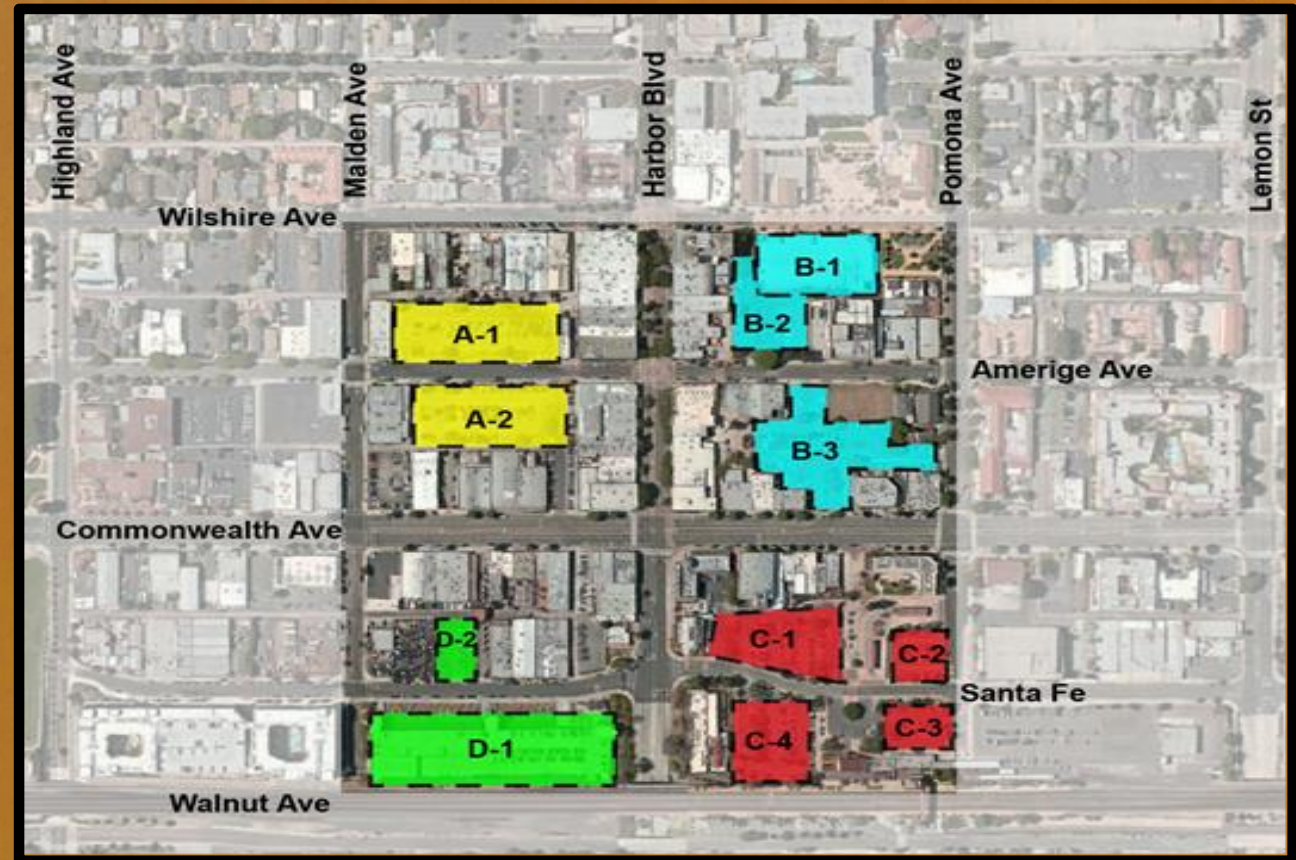 Highland Ave
Malden Ave
Harbor Blvd
Pomona Ave
Lemon St
Wilshire Ave
B-1
A-1
B-2
Amerige Ave
A-2
B-3
Commonwealth Ave
D-2
C-1
C-2
Santa Fe
D-1
C-4
C-3
Walnut Ave